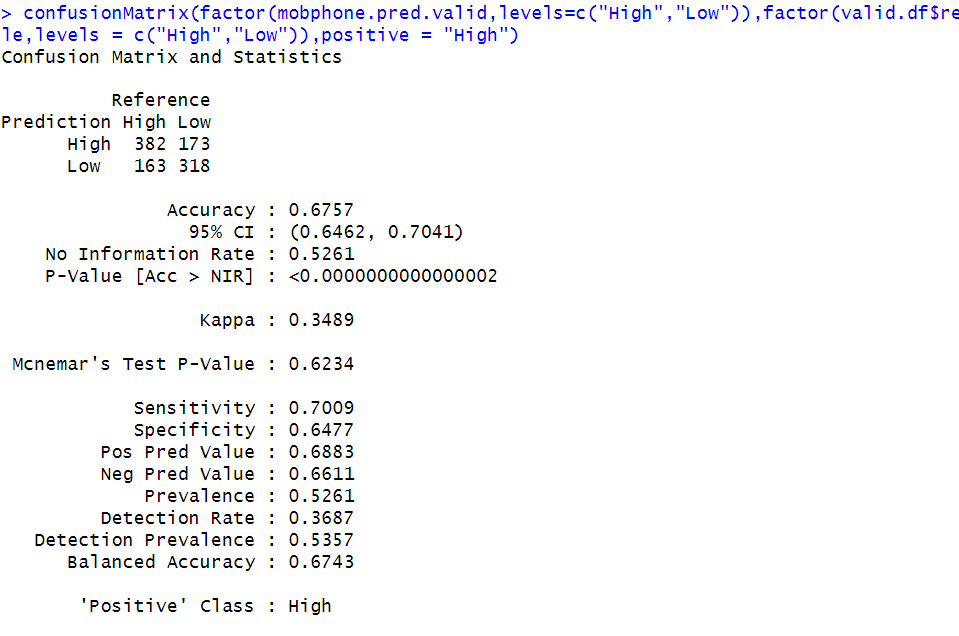 > confusionMatrix(factor(mobphone.pred.valid,levels=c("High","Low")),factor(valid.df$re
le,levels = c("High","Low")),positive = "High")
Confusion Matrix and Statistics
Reference
Prediction High Low
High 382 173
Low 163 318
Accuracy : 0.6757
95% CI : (0.6462, 0.7041)
No Information Rate : 0.5261
P-Value [Acc > NIR] : <0.0000000000000002
Kappa : 0.3489
Mcnemar's Test P-Value : 0.6234
Sensitivity : 0.7009
Specificity : 0.6477
Pos Pred Value : 0.6883
Neg Pred Value : 0.6611
Prevalence : 0.5261
Detection Rate : 0.3687
Detection Prevalence : 0.5357
Balanced Accuracy : 0.6743
'Positive' Class : High